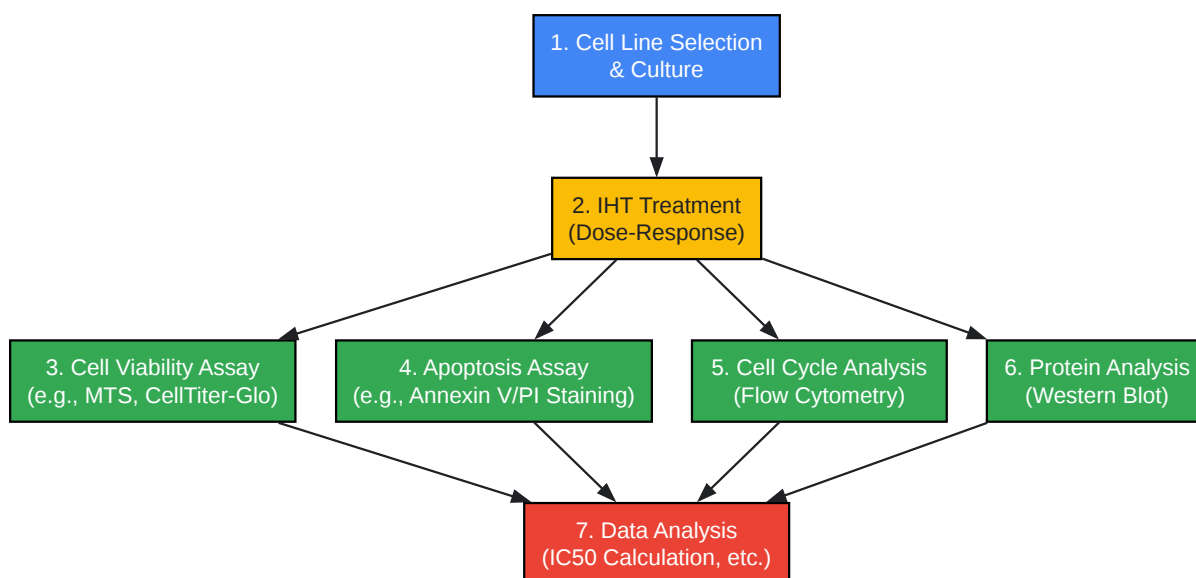 1. Cell Line Selection
& Culture
2. IHT Treatment
(Dose-Response)
3. Cell Viability Assay
(e.g., MTS, CellTiter-Glo)
4. Apoptosis Assay
(e.g., Annexin V/PI Staining)
5. Cell Cycle Analysis
(Flow Cytometry)
6. Protein Analysis
(Western Blot)
7. Data Analysis
(IC50 Calculation, etc.)